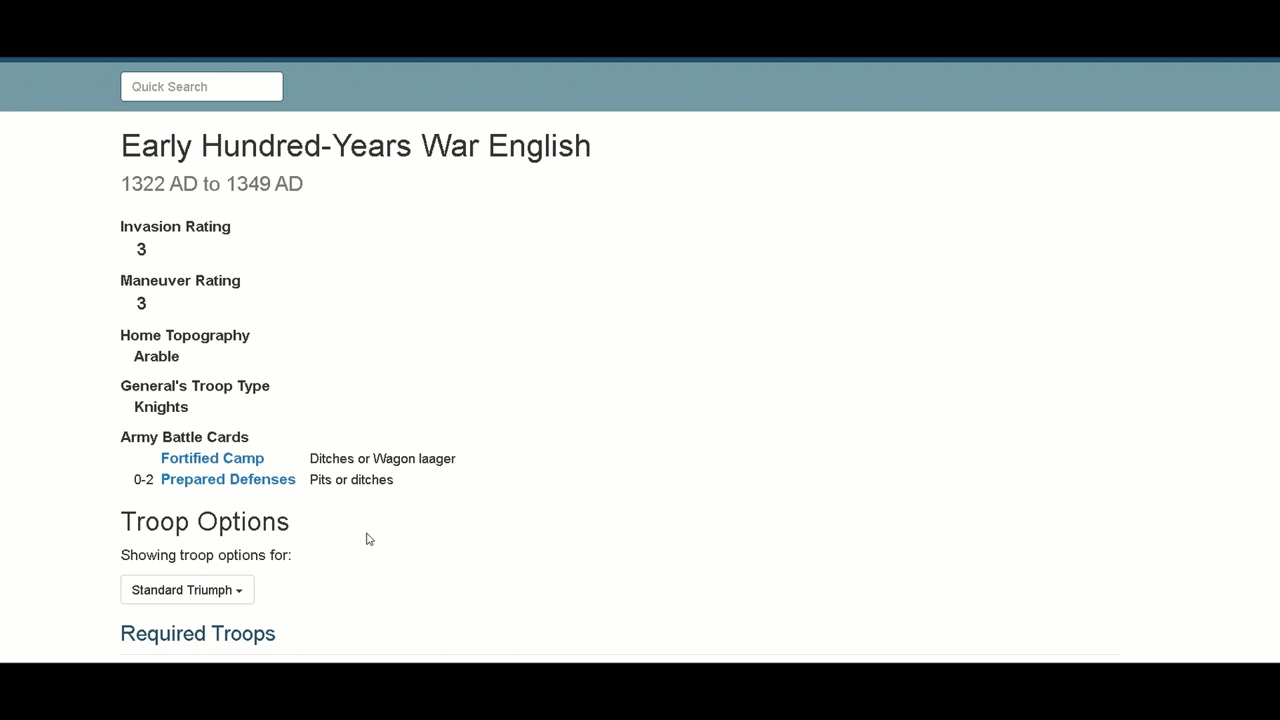 Quick Search
Early Hundred-Years War English
1322 AD to 1349 AD
Invasion Rating
3
Maneuver Rating
3
Home Topography
Arable
General's Troop Type
Knights
Army Battle Cards
Fortified Camp Ditches or Wagon laager
0-2 Prepared Defenses Pits or ditches
Troop Options
Showing troop options for:
Standard Triumph
Required Troops